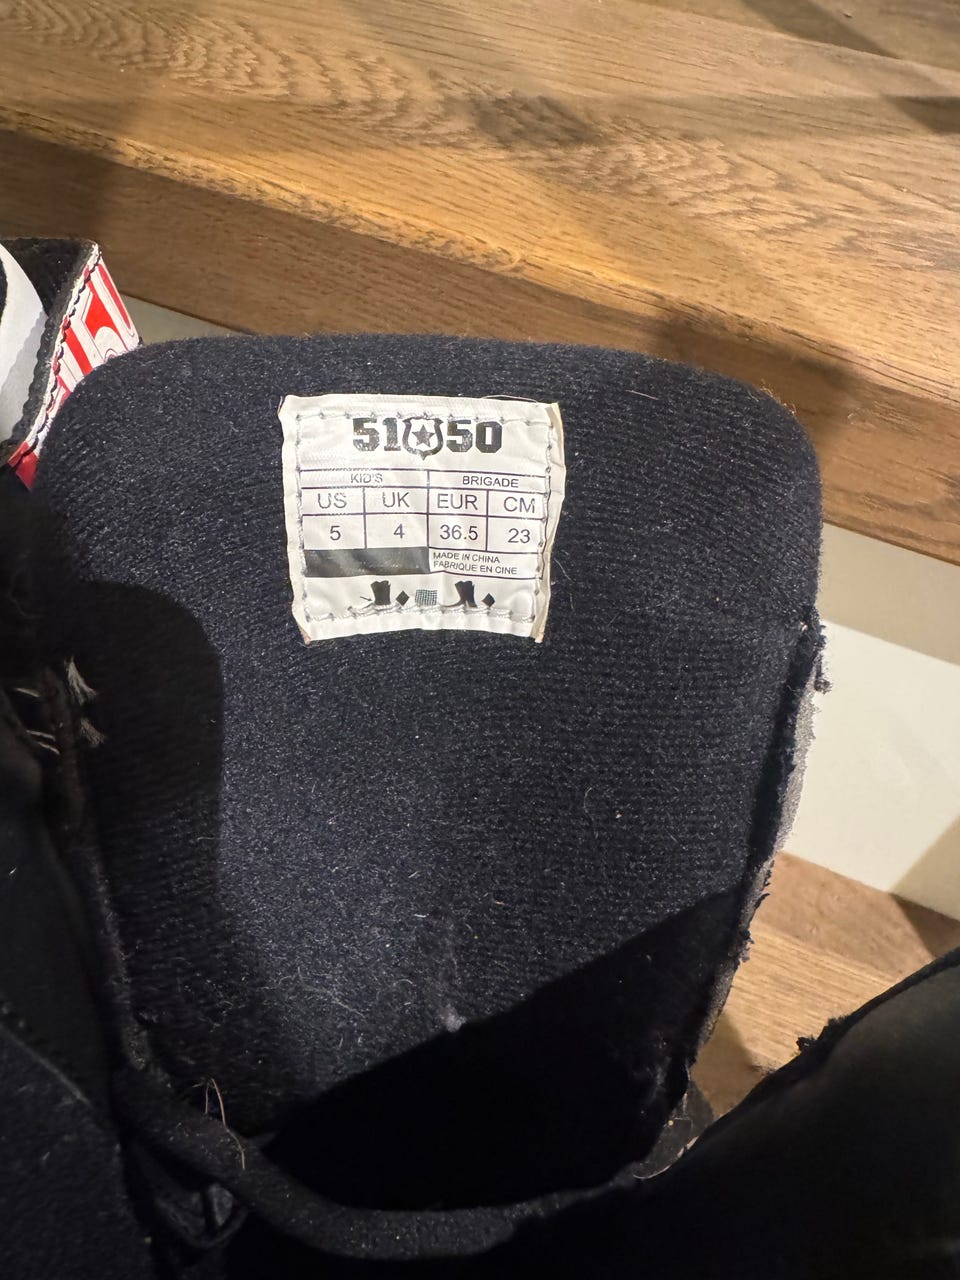 51 50
KID'S BRIGADE
US UK EUR CM
5 4 36.5 23
MADE IN CHINA
FABRIQUE EN CINE